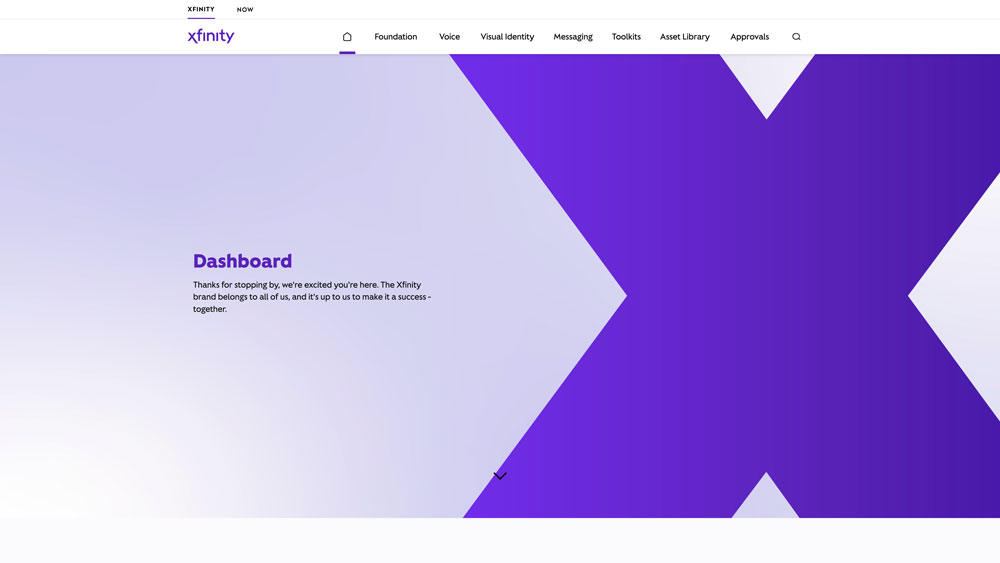 XFINITY NOW
xfinity Foundation Voice Visual Identity Messaging Toolkits Asset Library Approvals
Dashboard
Thanks for stopping by, we're excited you're here. The Xfinity
brand belongs to all of us, and it's up to us to make it a success -
together.